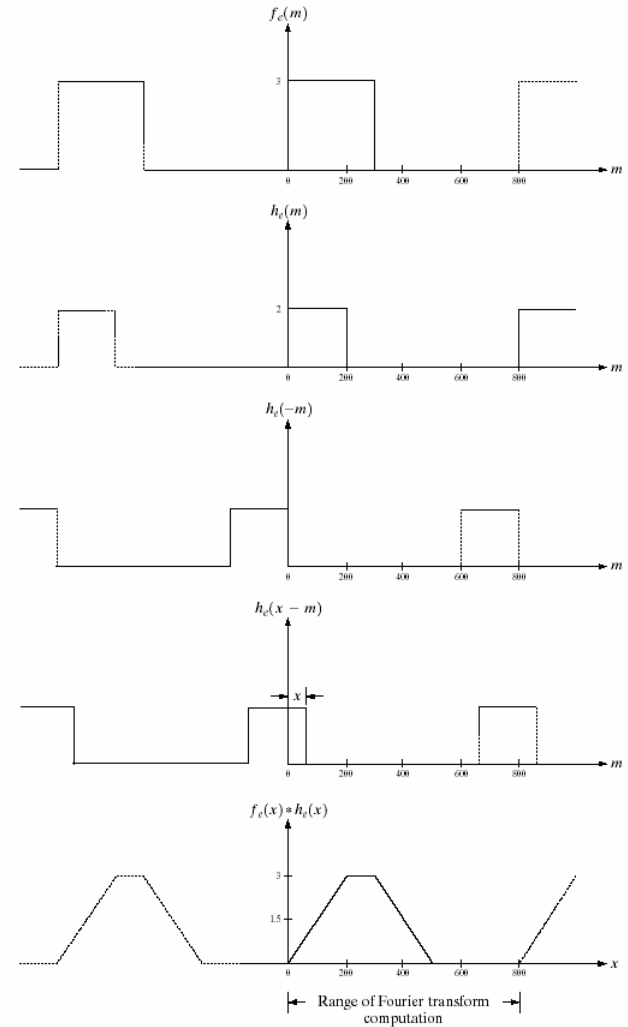 f_e(m)
3
0 200 400 600 800 m
h_e(m)
2
0 200 400 600 800 m
h_e(−m)
0 200 400 600 800 m
h_e(x − m)
x
0 200 400 600 800 m
f_e(x) * h_e(x)
3
1.5
0 200 400 600 800 x
Range of Fourier transform
computation